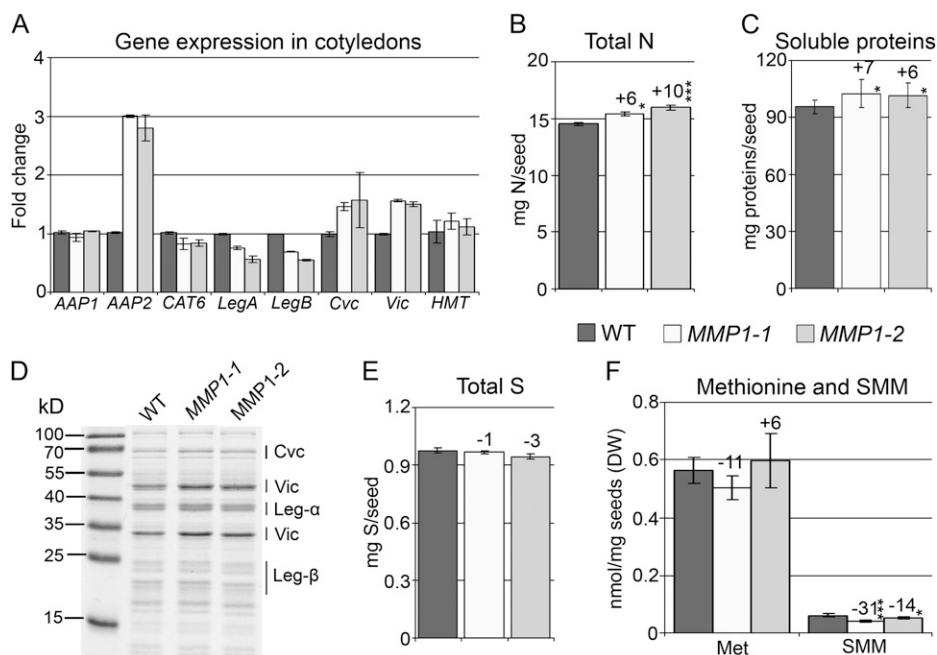 A
Gene expression in cotyledons
Fold change
4
3
2
1
0
AAP1 AAP2 CAT6 LegA LegB Cvc Vic HMT
B
Total N
mg N/seed
20
15
10
5
0
+6
*
+10
***
C
Soluble proteins
mg proteins/seed
120
90
60
30
0
+7
*
+6
*
WT MMP1-1 MMP1-2
D
kD
WT MMP1-1 MMP1-2
100
70
55
40
35
25
15
Cvc
Vic
Leg-α
Vic
Leg-β
E
Total S
mg S/seed
1.2
0.9
0.6
0.3
0
-1
-3
F
Methionine and SMM
nmol/mg seeds (DW)
0.8
0.6
0.4
0.2
0
-11
+6
-31
***
-14
*
Met SMM